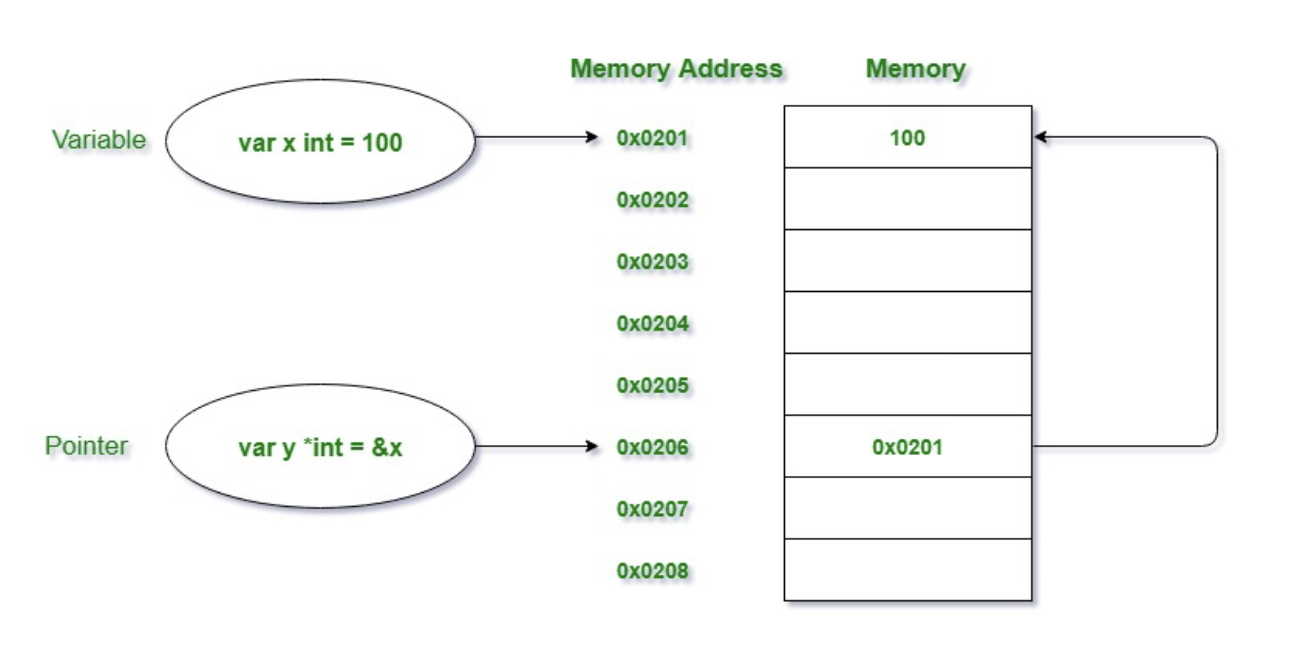 Memory Address Memory
Variable var x int = 100 0x0201 100
0x0202
0x0203
0x0204
0x0205
Pointer var y *int = &x 0x0206 0x0201
0x0207
0x0208